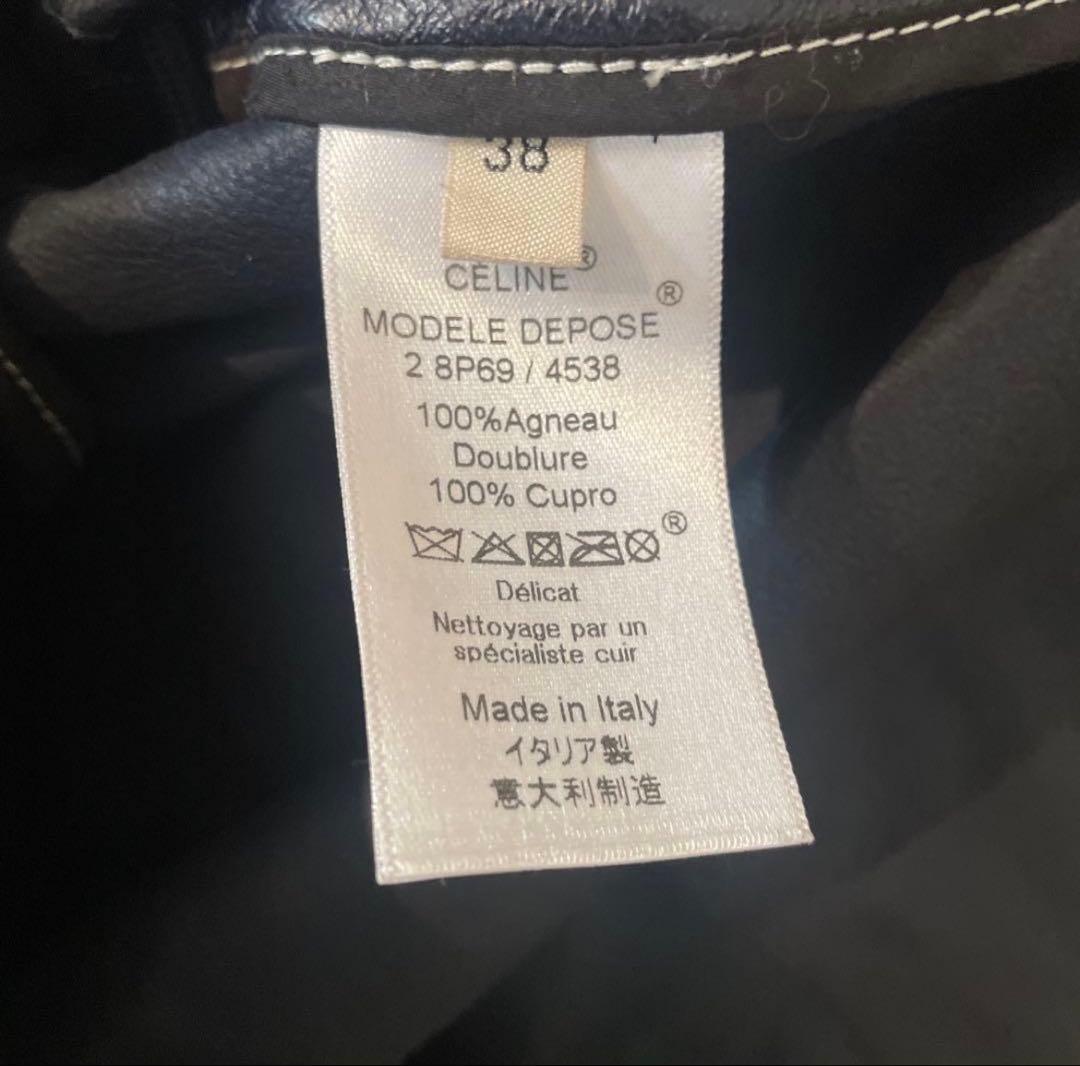 38
CÉLINE®
MODELE DEPOSE®
2 8P69 / 4538
100%Agneau
Doublure
100% Cupro
®
Délicat
Nettoyage par un
spécialiste cuir
Made in Italy
イタリア製
意大利制造